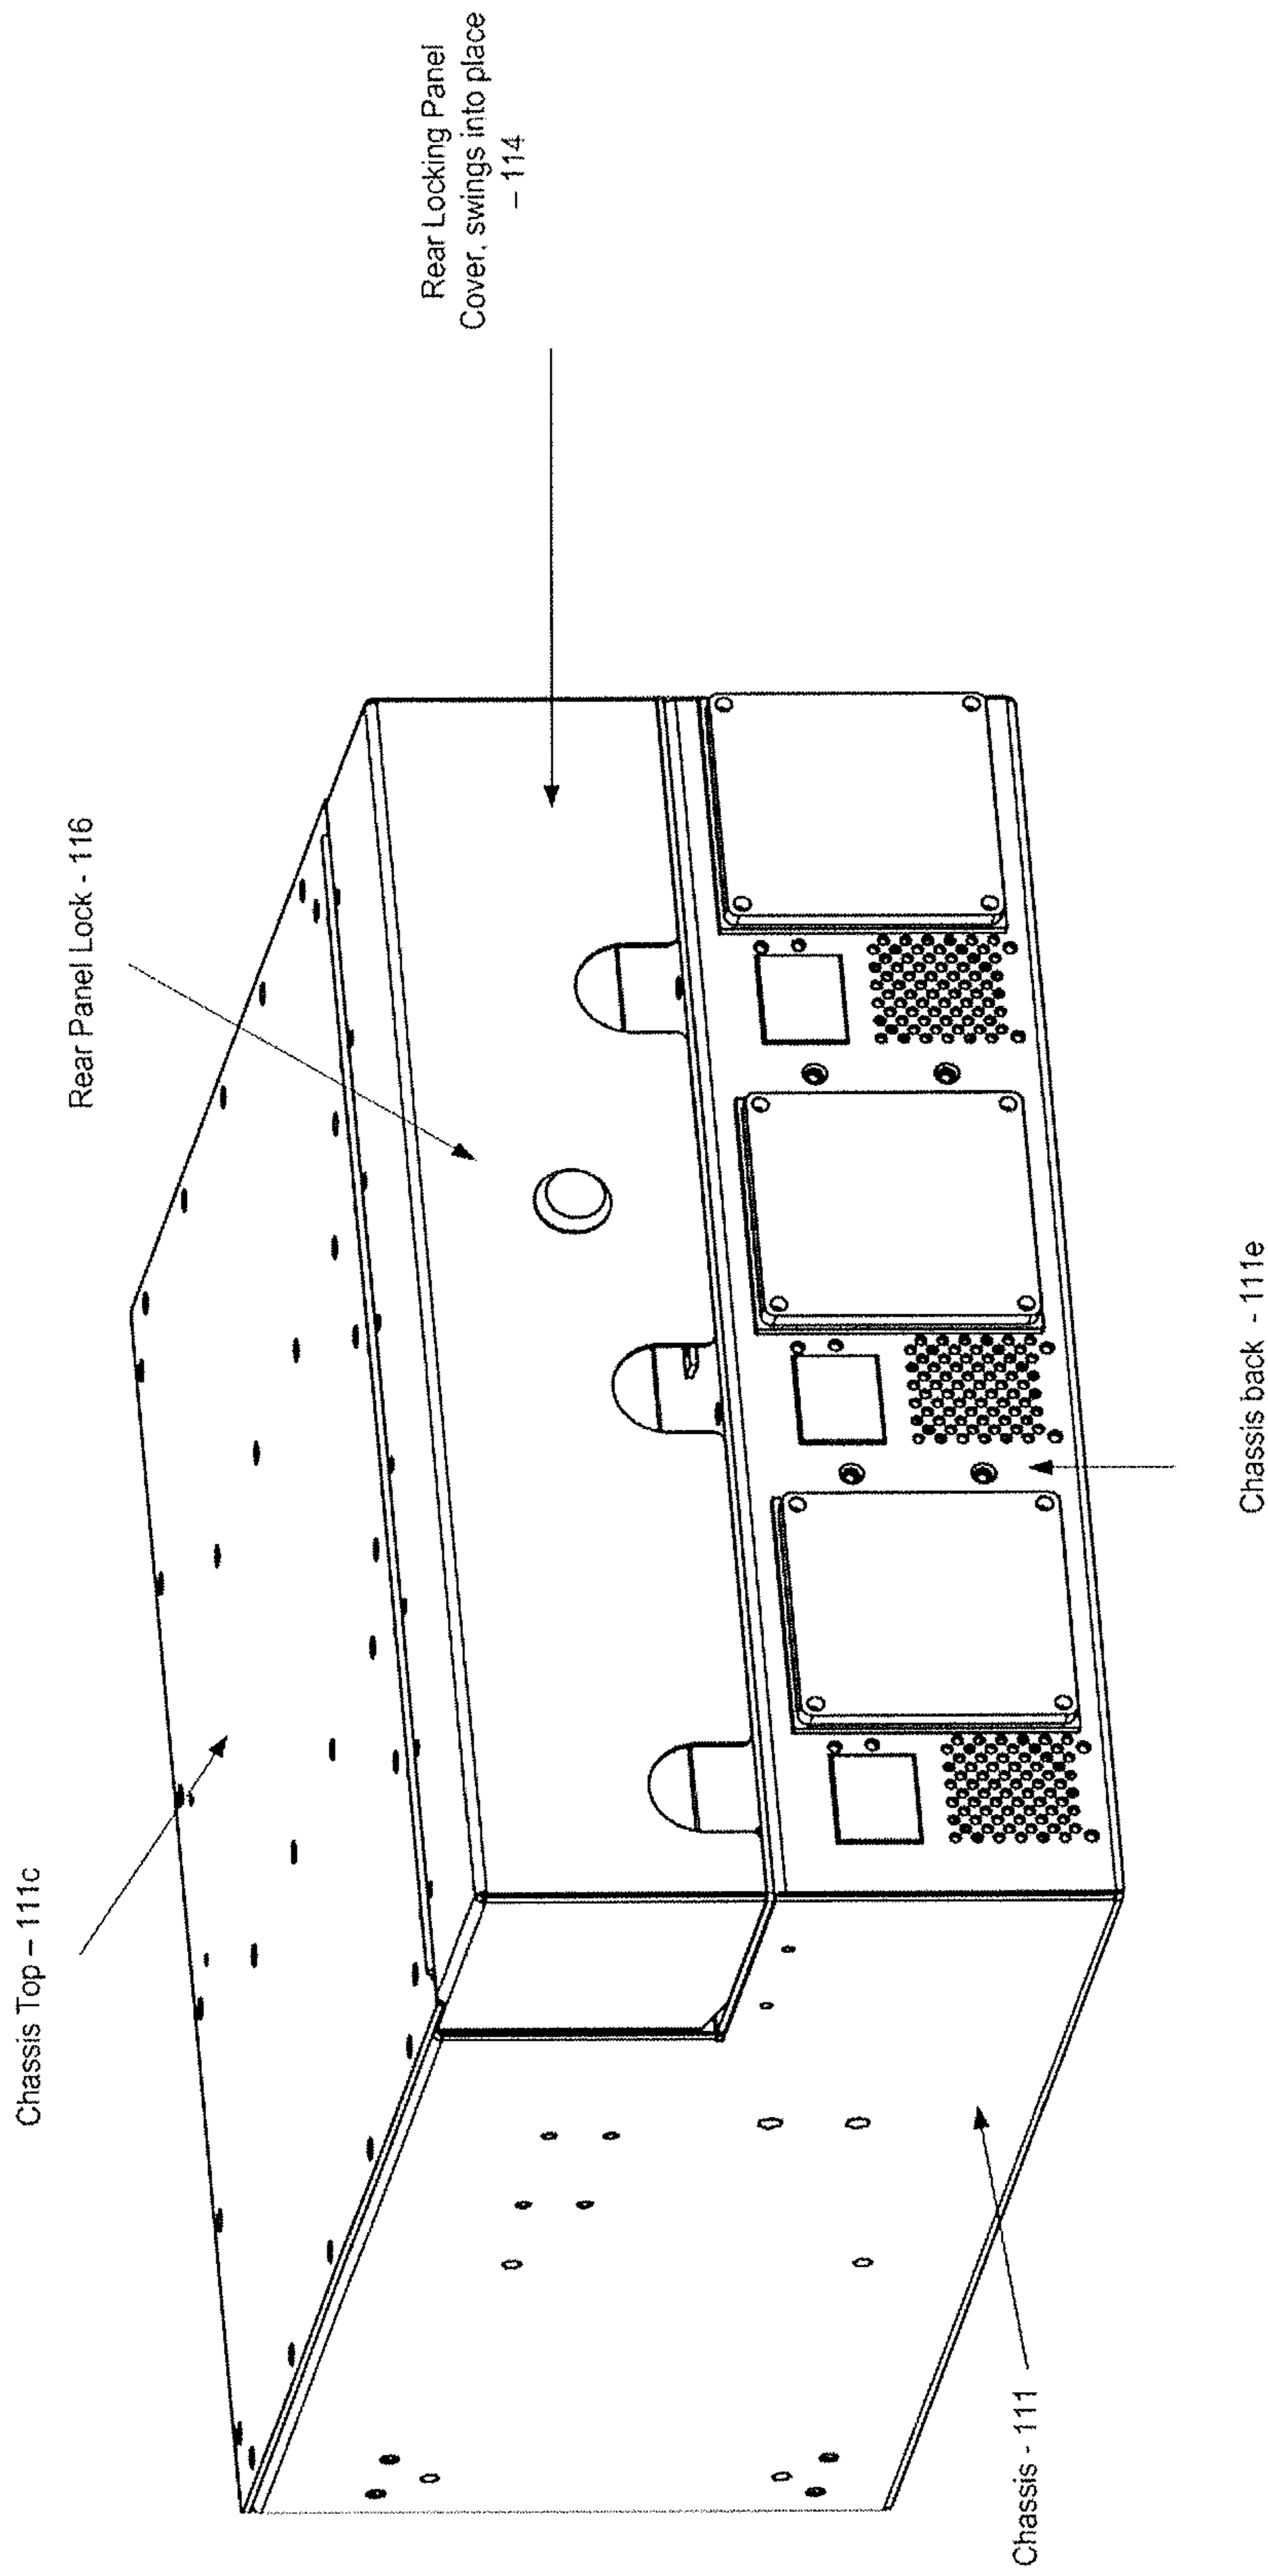 Chassis Top – 111c
Rear Panel Lock - 116
Rear Locking Panel
Cover, swings into place
– 114
Chassis - 111
Chassis back - 111e